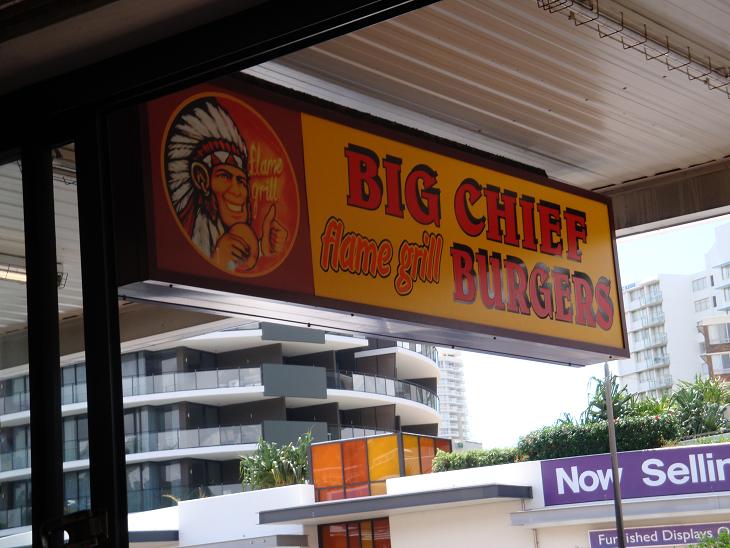 flame
grill
BIG CHIEF
flame grill BURGERS
Now Sellin
Furnished Displays O